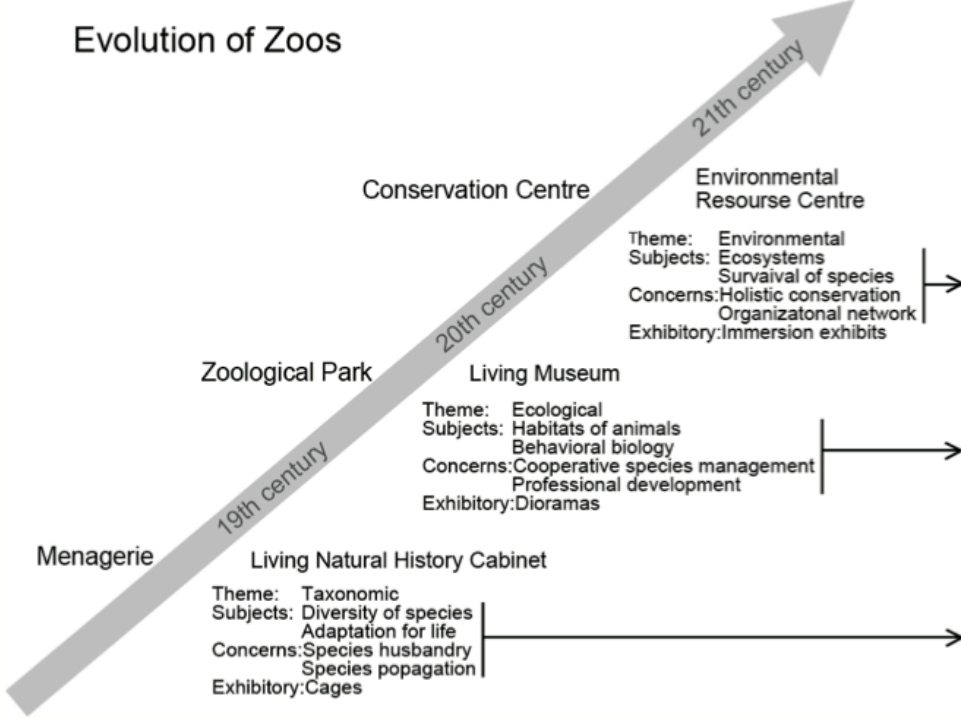 Evolution of Zoos
21th century
Conservation Centre
Environmental
Resourse Centre
Theme: Environmental
Subjects: Ecosystems
Survaival of species
Concerns:Holistic conservation
Organizatonal network
Exhibitory:Immersion exhibits
20th century
Zoological Park
Living Museum
Theme: Ecological
Subjects: Habitats of animals
Behavioral biology
Concerns:Cooperative species management
Professional development
Exhibitory:Dioramas
19th century
Menagerie
Living Natural History Cabinet
Theme: Taxonomic
Subjects: Diversity of species
Adaptation for life
Concerns:Species husbandry
Species popagation
Exhibitory:Cages